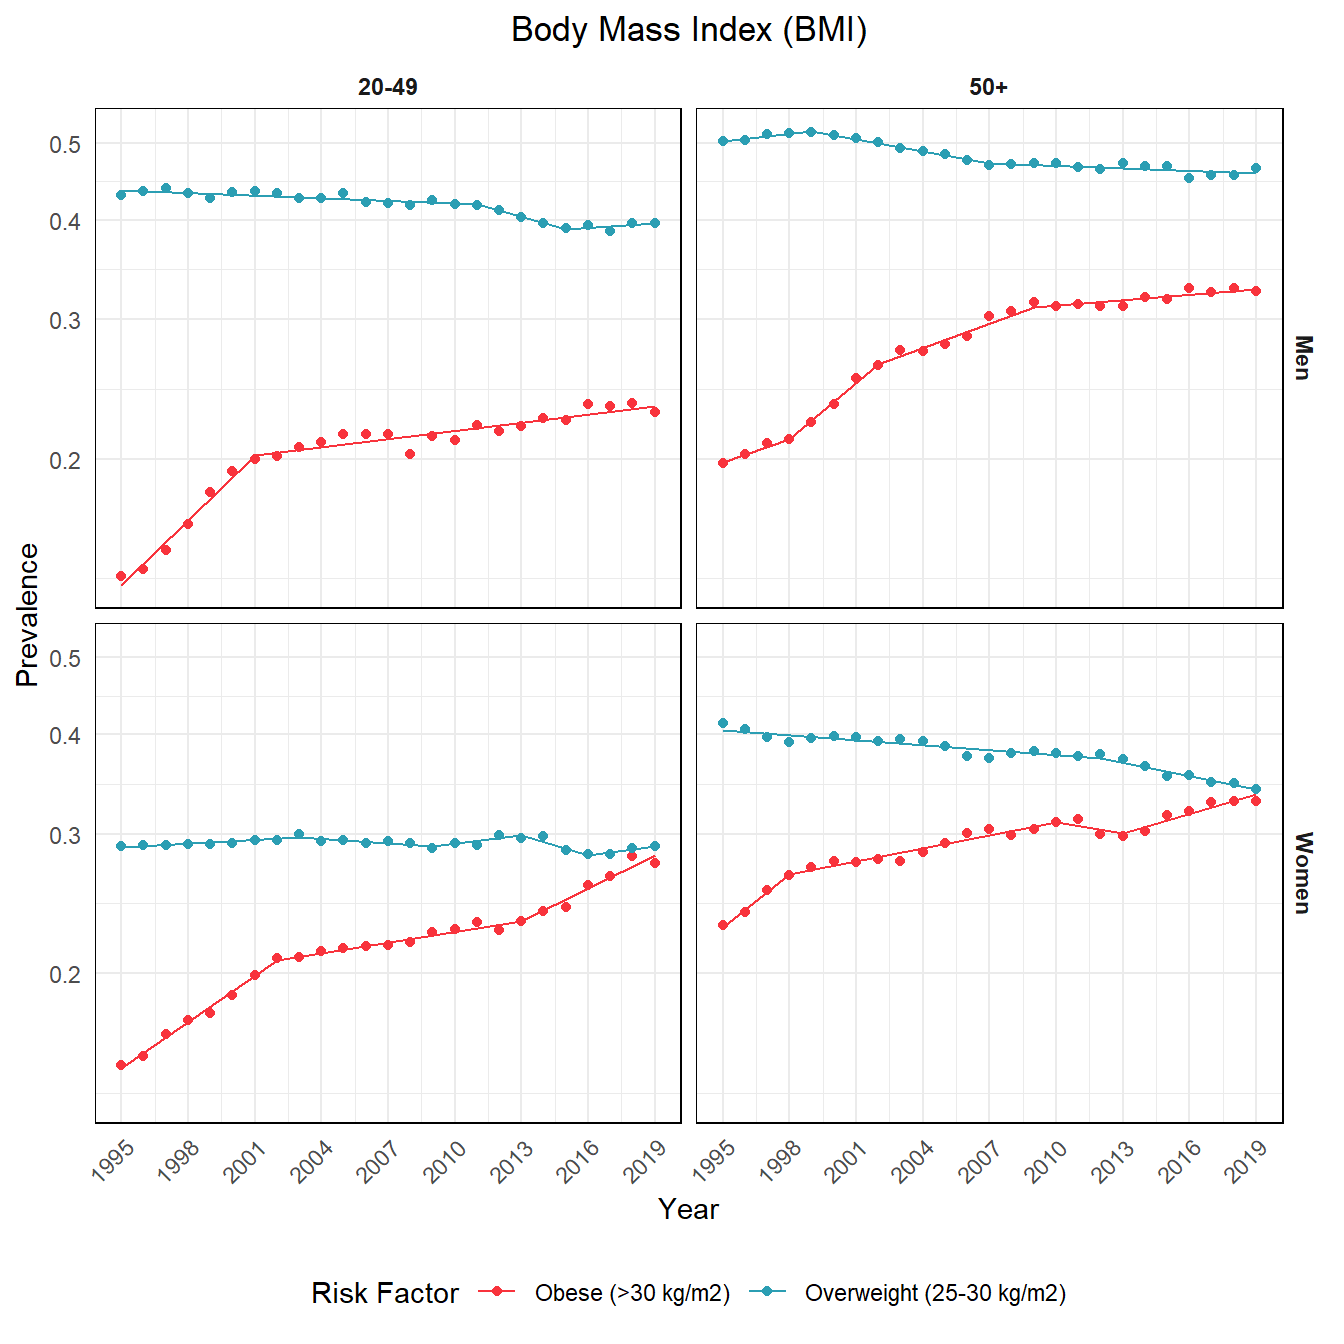 Body Mass Index (BMI)
20-49
50+
0.5
0.4
0.3
0.2
Men
Prevalence
0.5
0.4
0.3
0.2
Women
1995 1998 2001 2004 2007 2010 2013 2016 2019
1995 1998 2001 2004 2007 2010 2013 2016 2019
Year
Risk Factor Obese (>30 kg/m2) Overweight (25-30 kg/m2)